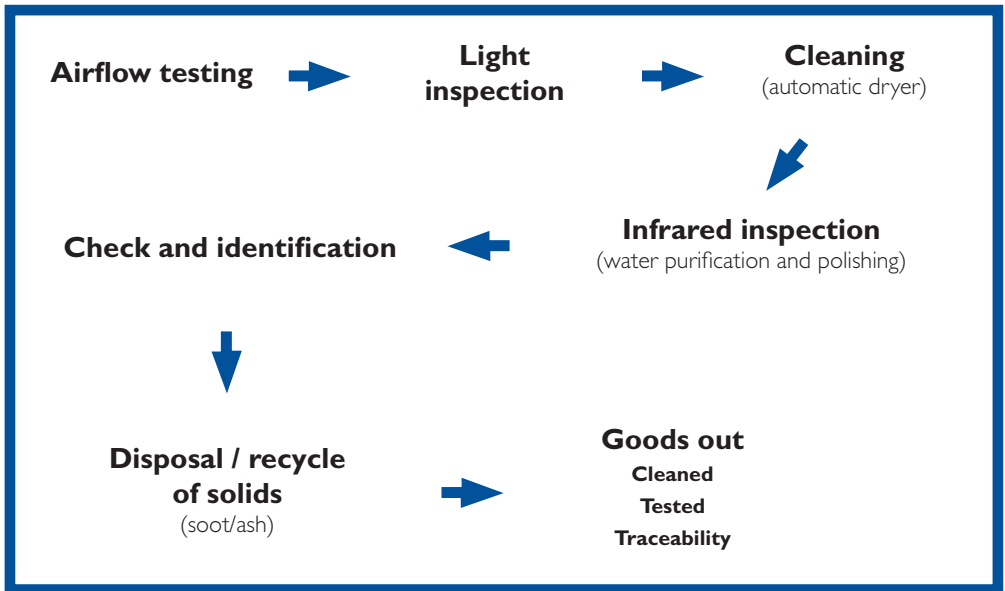 Airflow testing
Light
inspection
Cleaning
(automatic dryer)
Infrared inspection
(water purification and polishing)
Check and identification
Disposal / recycle
of solids
(soot/ash)
Goods out
Cleaned
Tested
Traceability